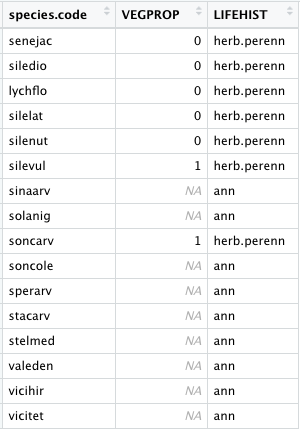 species.code VEGPROP LIFEHIST
senejac 0 herb.perenn
siledio 0 herb.perenn
lychflo 0 herb.perenn
silelat 0 herb.perenn
silenut 0 herb.perenn
silevul 1 herb.perenn
sinaarv NA ann
solanig NA ann
soncarv 1 herb.perenn
soncole NA ann
sperarv NA ann
stacarv NA ann
stelmed NA ann
valeden NA ann
vicihir NA ann
vicitet NA ann